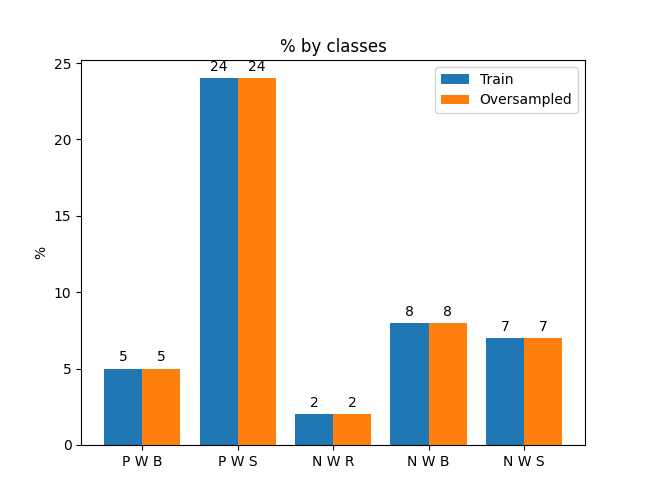 % by classes
Train
Oversampled
%
25
20
15
10
5
0
5 5
24 24
2 2
8 8
7 7
P W B
P W S
N W R
N W B
N W S